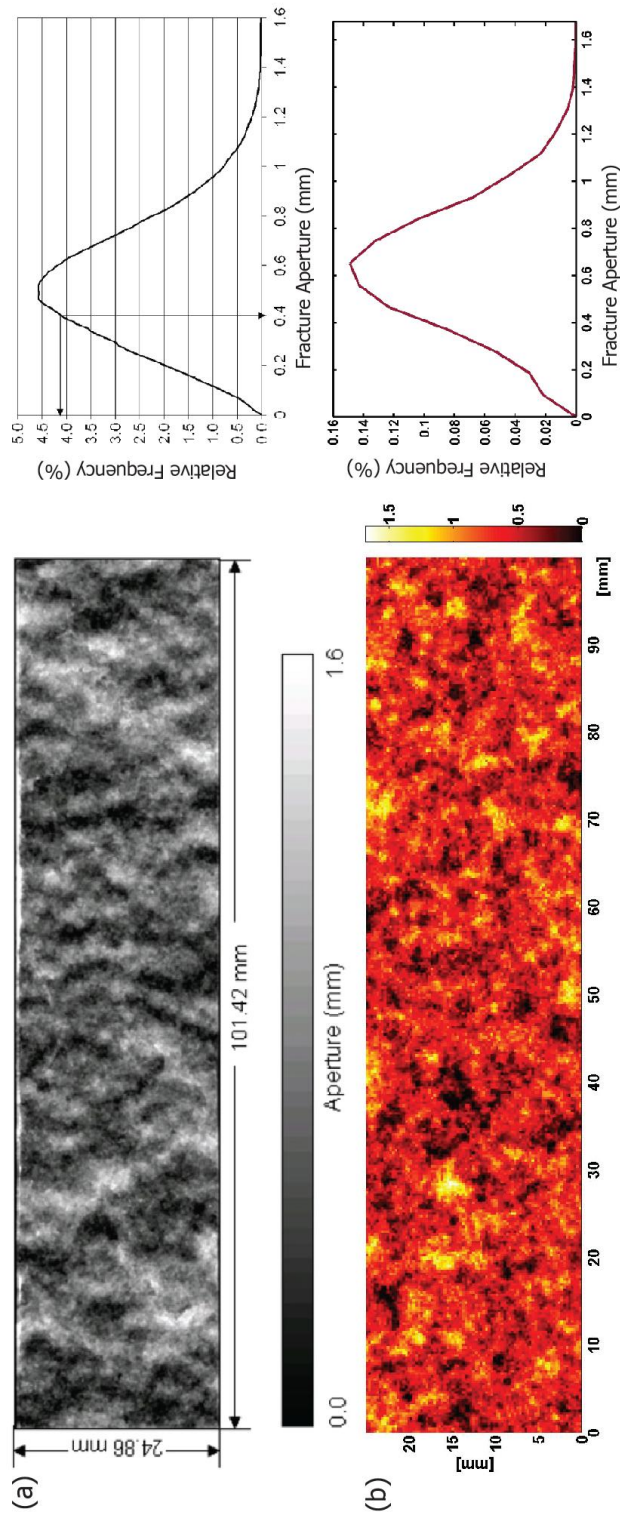 (a)
24.86 mm
101.42 mm
0.0
Aperture (mm)
1.6
Relative Frequency (%)
5.0
4.5
4.0
3.5
3.0
2.5
2.0
1.5
1.0
0.5
0.0
0 0.2 0.4 0.6 0.8 1 1.2 1.4 1.6
Fracture Aperture (mm)
(b)
[mm]
20
15
10
5
0 10 20 30 40 50 60 70 80 90 [mm]
1.5
1
0.5
0
Relative Frequency (%)
0.16
0.14
0.12
0.1
0.08
0.06
0.04
0.02
0
0 0.2 0.4 0.6 0.8 1 1.2 1.4 1.6
Fracture Aperture (mm)